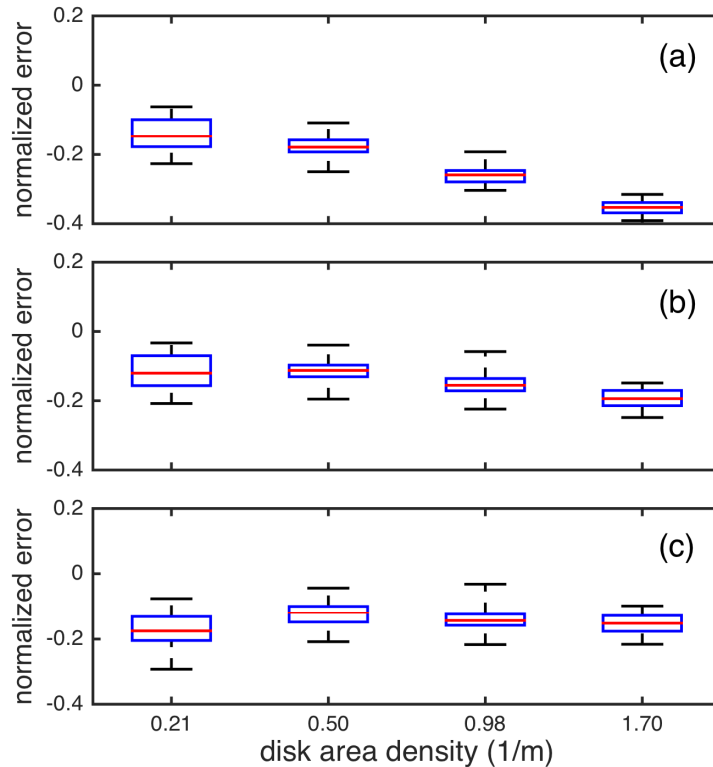 0.2
(a)
0
-0.2
-0.4
normalized error
0.2
(b)
0
-0.2
-0.4
normalized error
0.2
(c)
0
-0.2
-0.4
normalized error
0.21 0.50 0.98 1.70
disk area density (1/m)